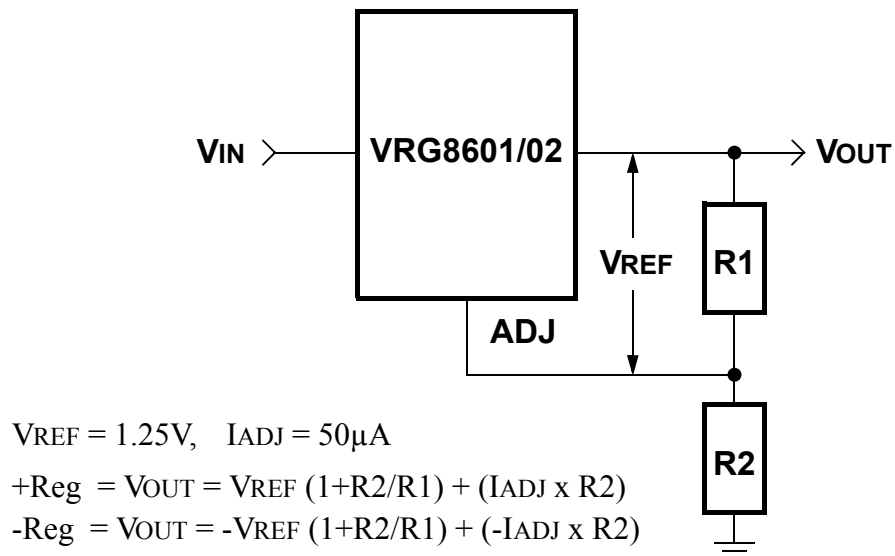 VIN
VRG8601/02
VOUT
VREF
R1
ADJ
VREF = 1.25V, IADJ = 50µA
R2
+Reg = VOUT = VREF (1+R2/R1) + (IADJ x R2)
-Reg = VOUT = -VREF (1+R2/R1) + (-IADJ x R2)